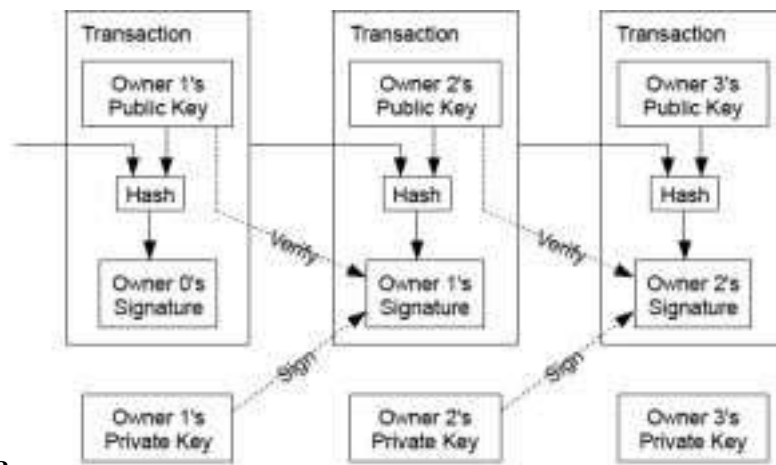 Transaction
Owner 1's
Public Key
Hash
Owner 0's
Signature
Transaction
Owner 2's
Public Key
Hash
Verify
Owner 1's
Signature
Transaction
Owner 3's
Public Key
Hash
Verify
Owner 2's
Signature
Sign
Sign
Owner 1's
Private Key
Owner 2's
Private Key
Owner 3's
Private Key